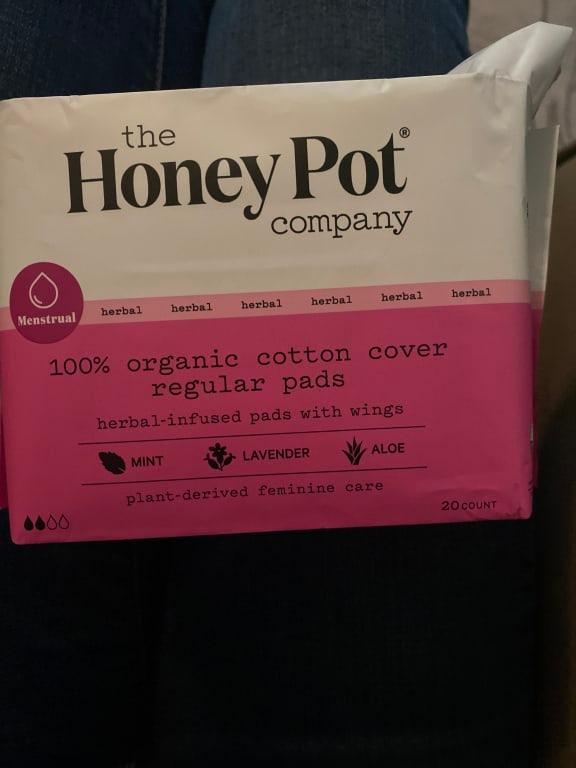 the
Honey Pot®
company
Menstrual
herbal herbal herbal herbal herbal herbal
100% organic cotton cover
regular pads
herbal-infused pads with wings
MINT LAVENDER ALOE
plant-derived feminine care
20 COUNT